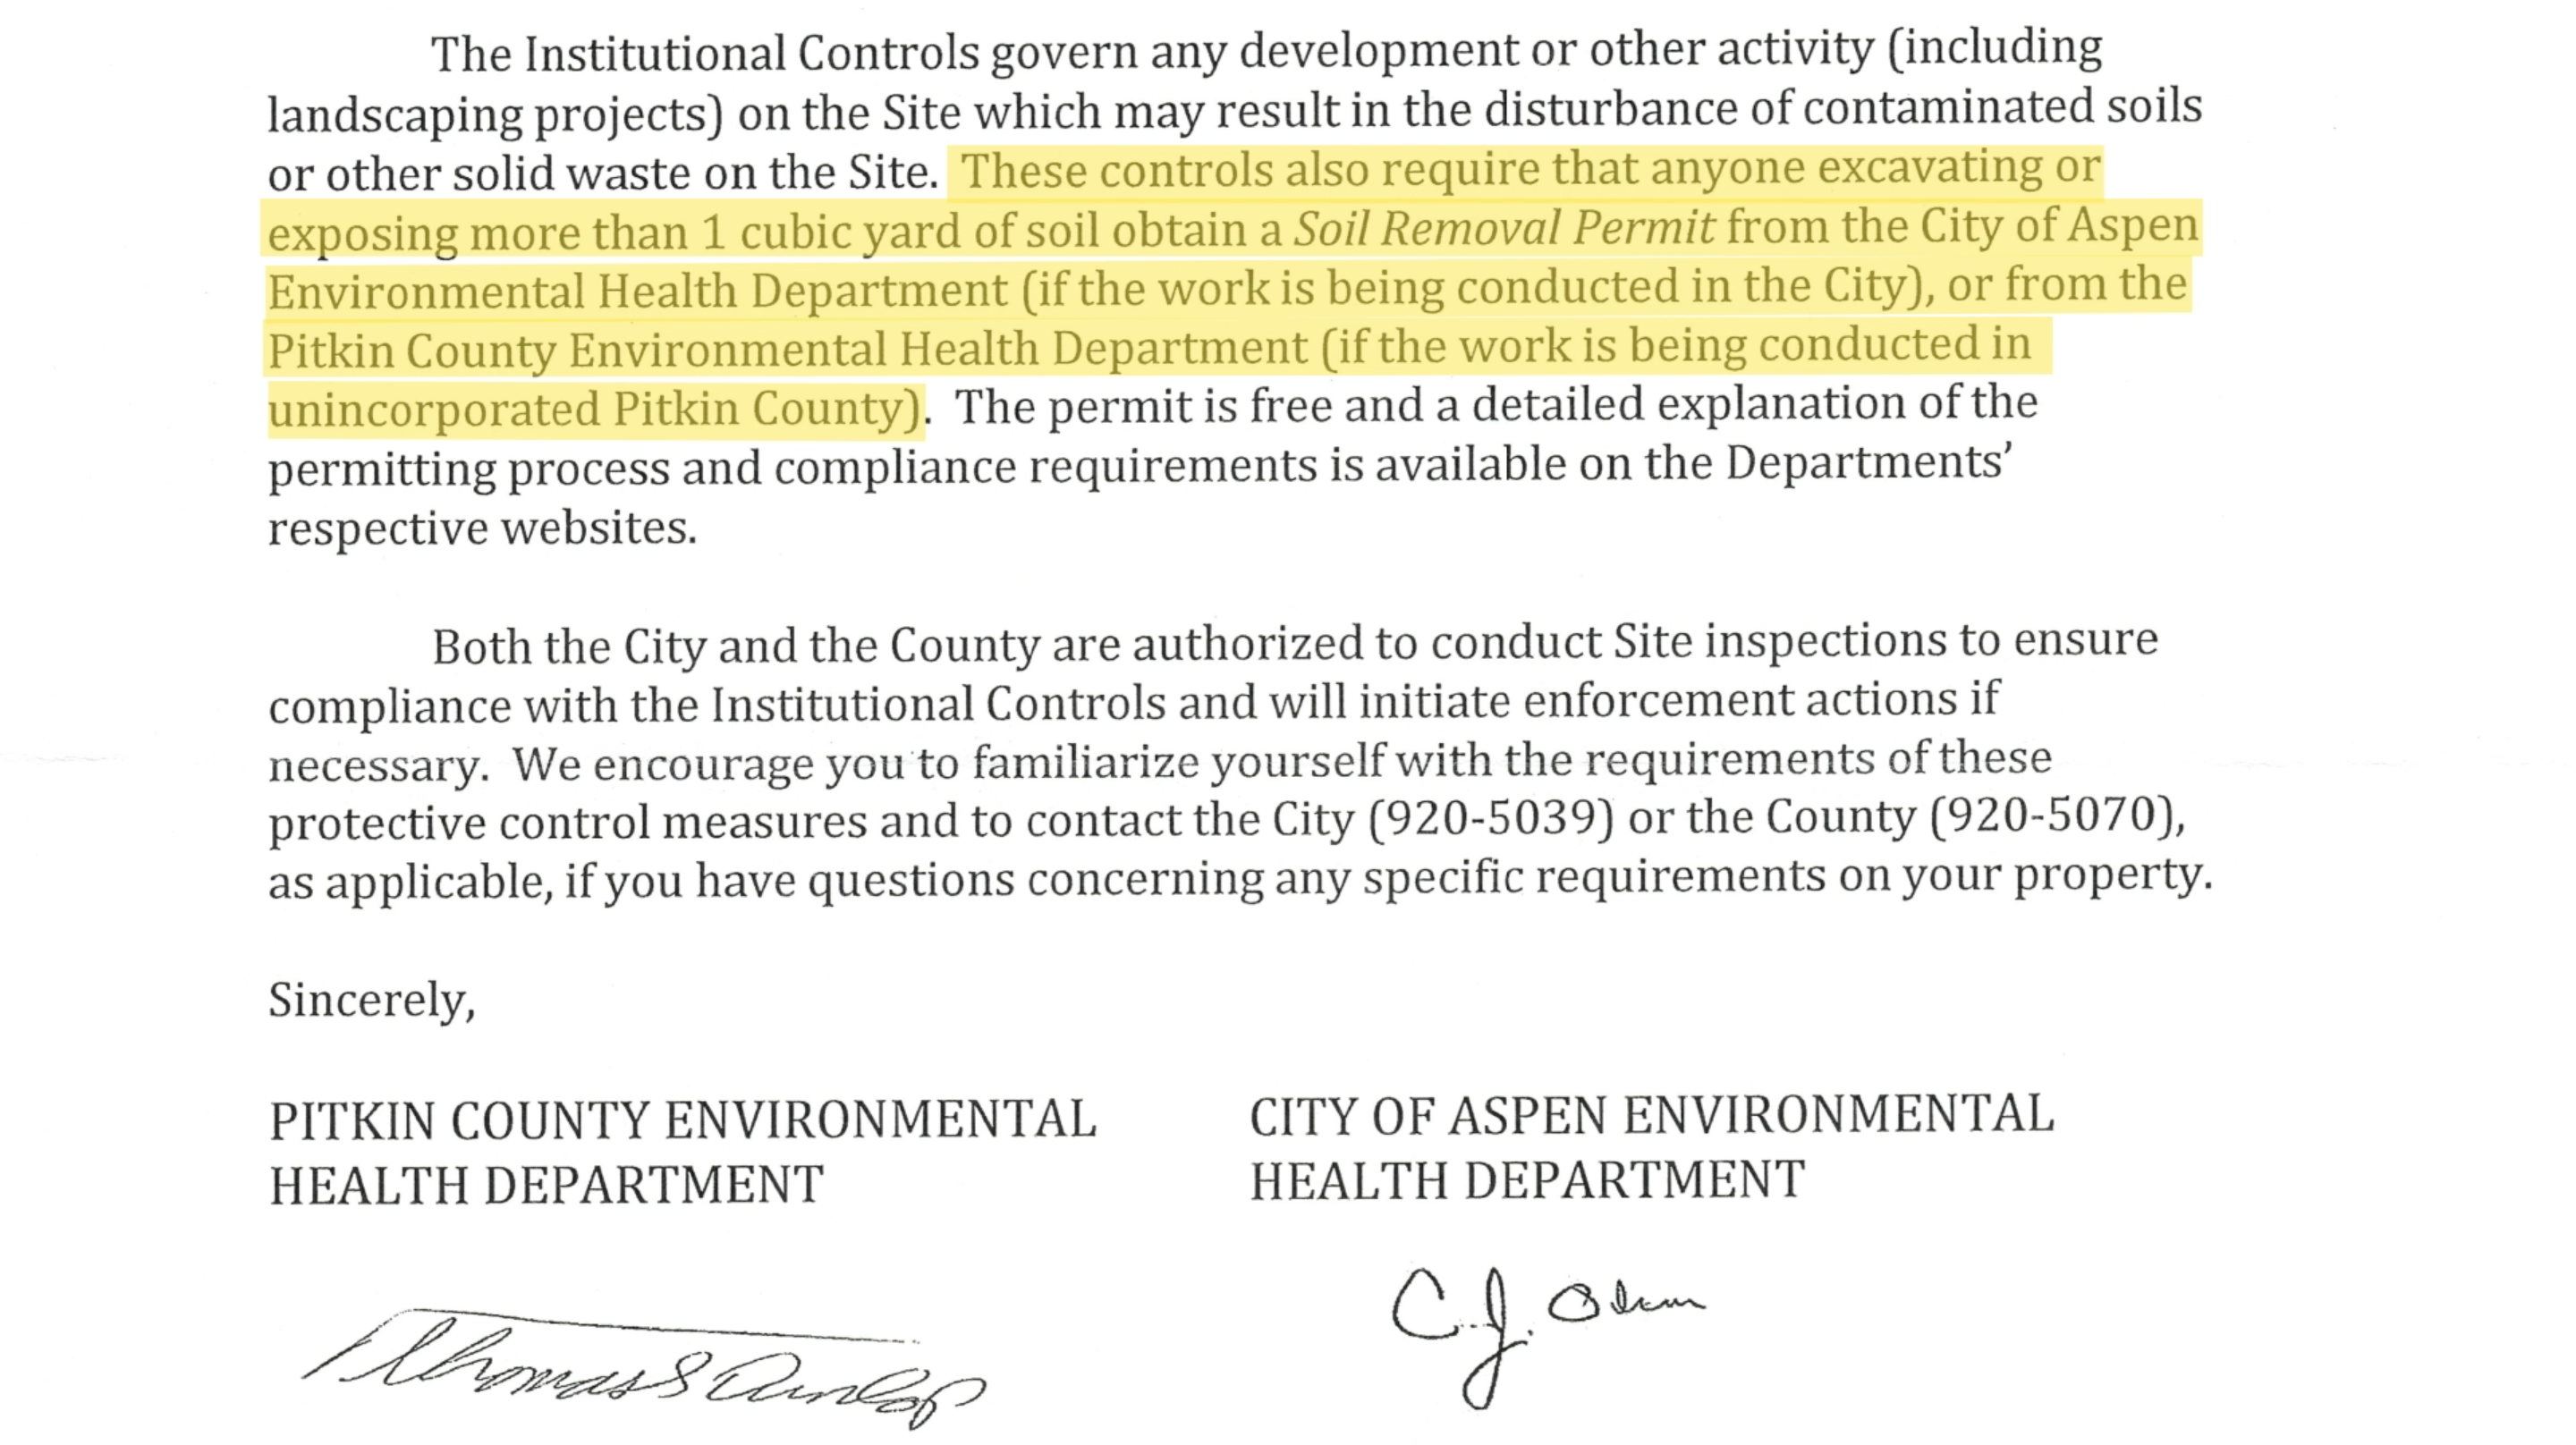 The Institutional Controls govern any development or other activity (including
landscaping projects) on the Site which may result in the disturbance of contaminated soils
or other solid waste on the Site.  These controls also require that anyone excavating or
exposing more than 1 cubic yard of soil obtain a Soil Removal Permit from the City of Aspen
Environmental Health Department (if the work is being conducted in the City), or from the
Pitkin County Environmental Health Department (if the work is being conducted in
unincorporated Pitkin County).  The permit is free and a detailed explanation of the
permitting process and compliance requirements is available on the Departments’
respective websites.
Both the City and the County are authorized to conduct Site inspections to ensure
compliance with the Institutional Controls and will initiate enforcement actions if
necessary.  We encourage you to familiarize yourself with the requirements of these
protective control measures and to contact the City (920-5039) or the County (920-5070),
as applicable, if you have questions concerning any specific requirements on your property.
Sincerely,
PITKIN COUNTY ENVIRONMENTAL
HEALTH DEPARTMENT
CITY OF ASPEN ENVIRONMENTAL
HEALTH DEPARTMENT
Thomas S Dunlop
C.J.